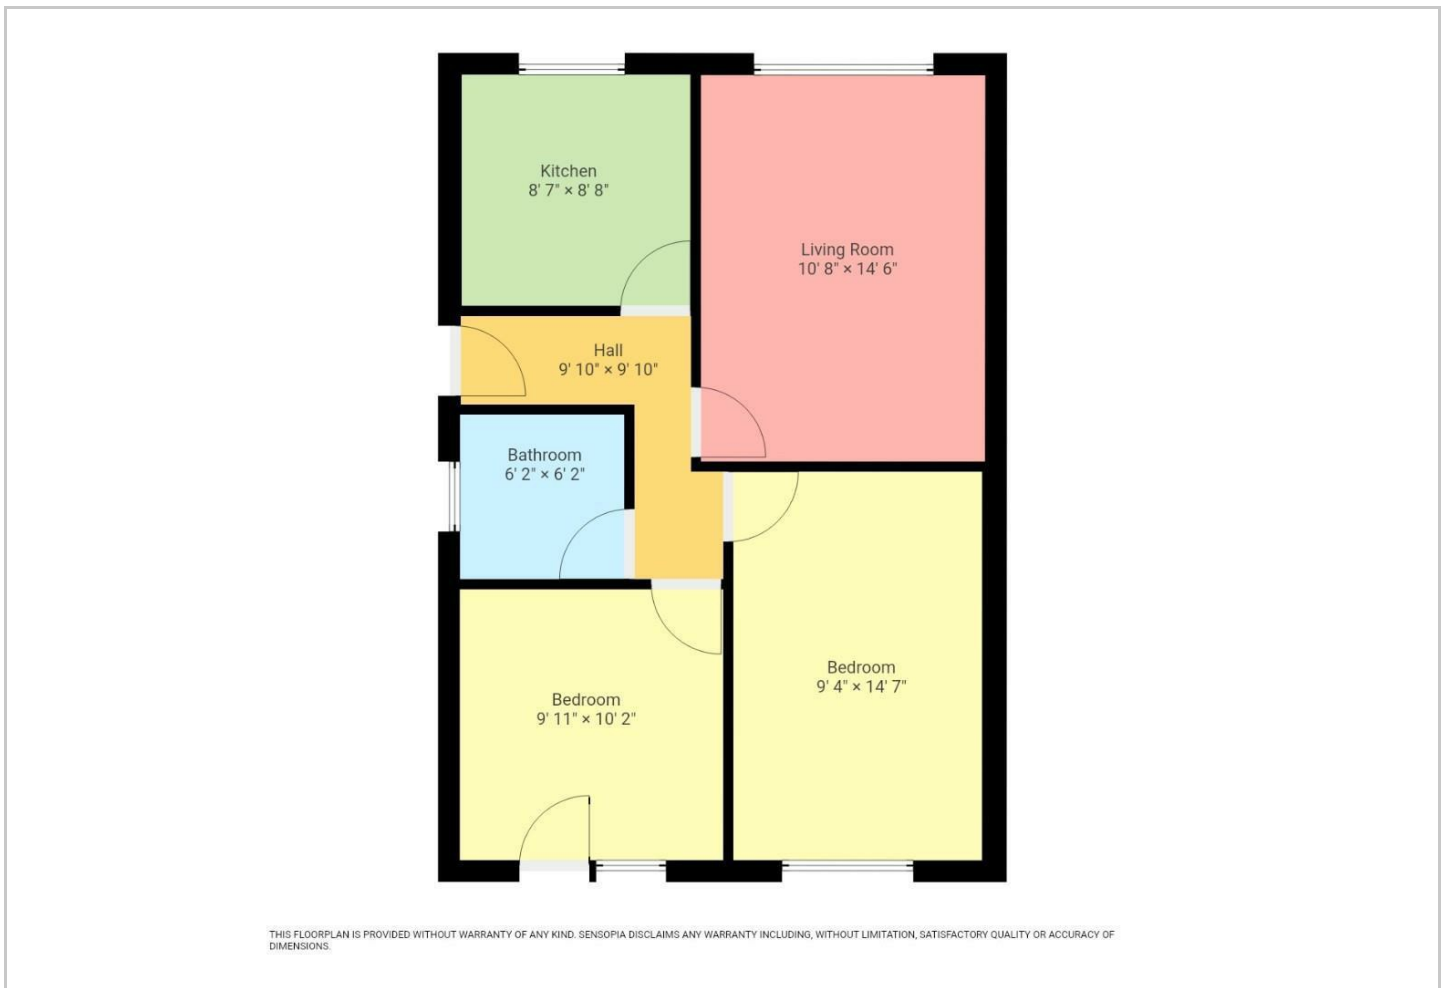 Kitchen
8' 7" × 8' 8"
Living Room
10' 8" × 14' 6"
Hall
9' 10" × 9' 10"
Bathroom
6' 2" × 6' 2"
Bedroom
9' 4" × 14' 7"
Bedroom
9' 11" × 10' 2"
THIS FLOORPLAN IS PROVIDED WITHOUT WARRANTY OF ANY KIND. SENSOPIA DISCLAIMS ANY WARRANTY INCLUDING, WITHOUT LIMITATION, SATISFACTORY QUALITY OR ACCURACY OF
DIMENSIONS.